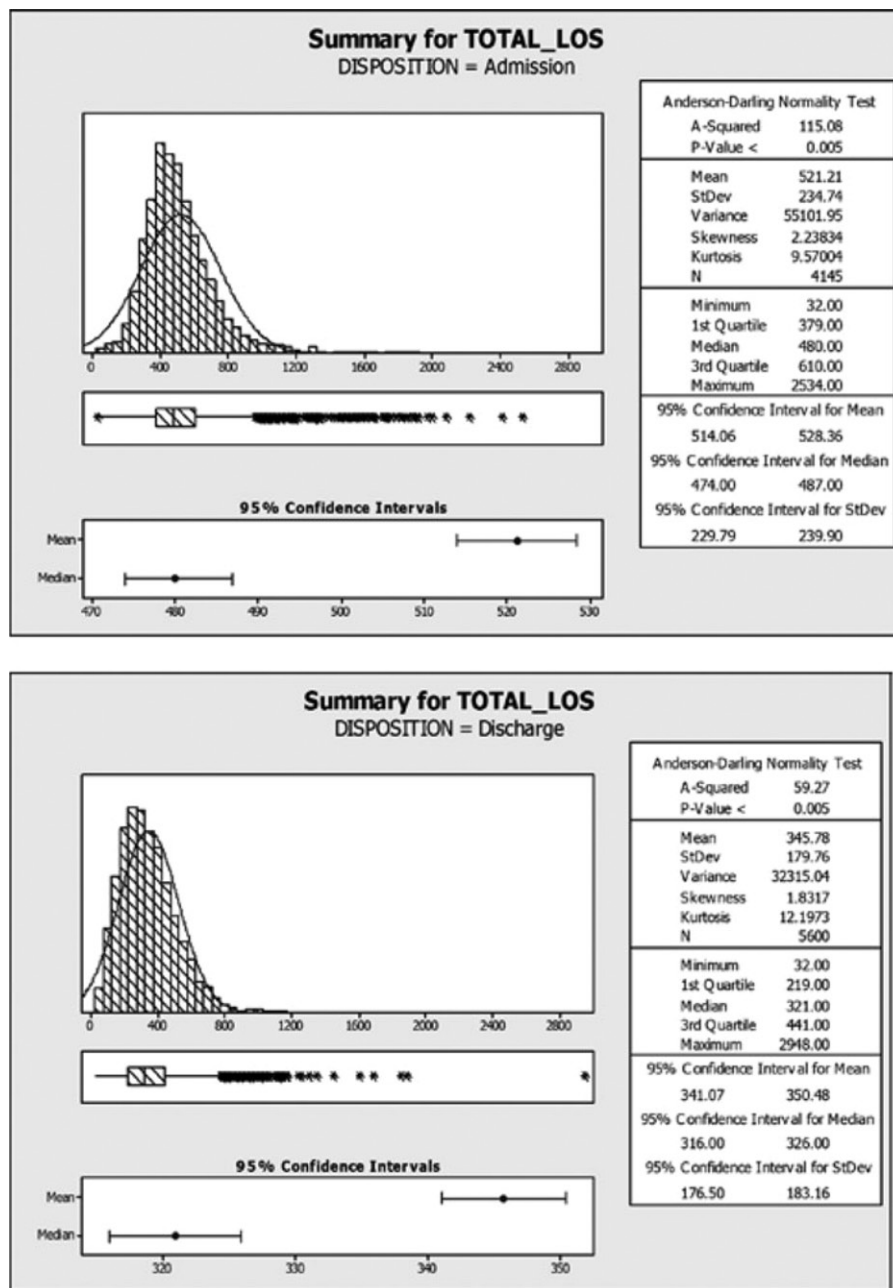 Summary for TOTAL_LOS
DISPOSITION = Admission
0 400 800 1200 1600 2000 2400 2800
95% Confidence Intervals
Mean
Median
470 480 490 500 510 520 530
Anderson-Darling Normality Test
A-Squared 115.08
P-Value < 0.005
Mean 521.21
StDev 234.74
Variance 55101.95
Skewness 2.23834
Kurtosis 9.57004
N 4145
Minimum 32.00
1st Quartile 379.00
Median 480.00
3rd Quartile 610.00
Maximum 2534.00
95% Confidence Interval for Mean
514.06 528.36
95% Confidence Interval for Median
474.00 487.00
95% Confidence Interval for StDev
229.79 239.90
Summary for TOTAL_LOS
DISPOSITION = Discharge
0 400 800 1200 1600 2000 2400 2800
95% Confidence Intervals
Mean
Median
320 330 340 350
Anderson-Darling Normality Test
A-Squared 59.27
P-Value < 0.005
Mean 345.78
StDev 179.76
Variance 32315.04
Skewness 1.8317
Kurtosis 12.1973
N 5600
Minimum 32.00
1st Quartile 219.00
Median 321.00
3rd Quartile 441.00
Maximum 2948.00
95% Confidence Interval for Mean
341.07 350.48
95% Confidence Interval for Median
316.00 326.00
95% Confidence Interval for StDev
176.50 183.16